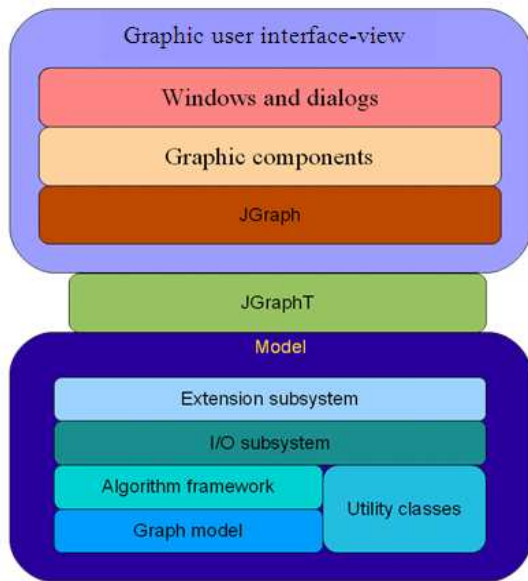 Graphic user interface-view
Windows and dialogs
Graphic components
JGraph
JGraphT
Model
Extension subsystem
I/O subsystem
Algorithm framework
Utility classes
Graph model